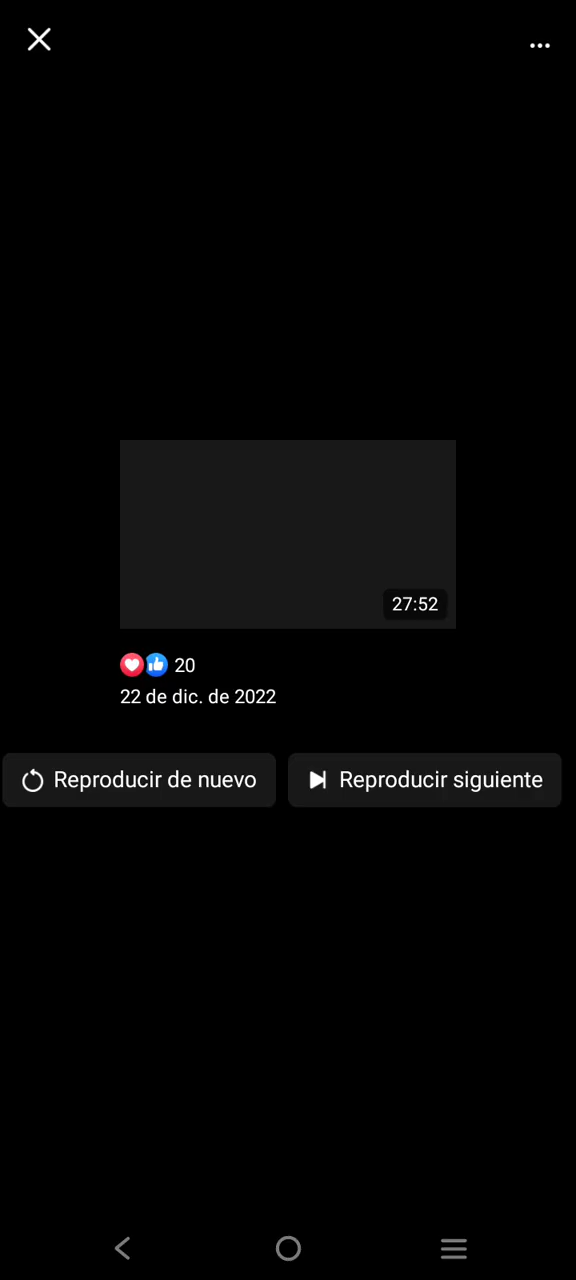 27:52
20
22 de dic. de 2022
Reproducir de nuevo
Reproducir siguiente